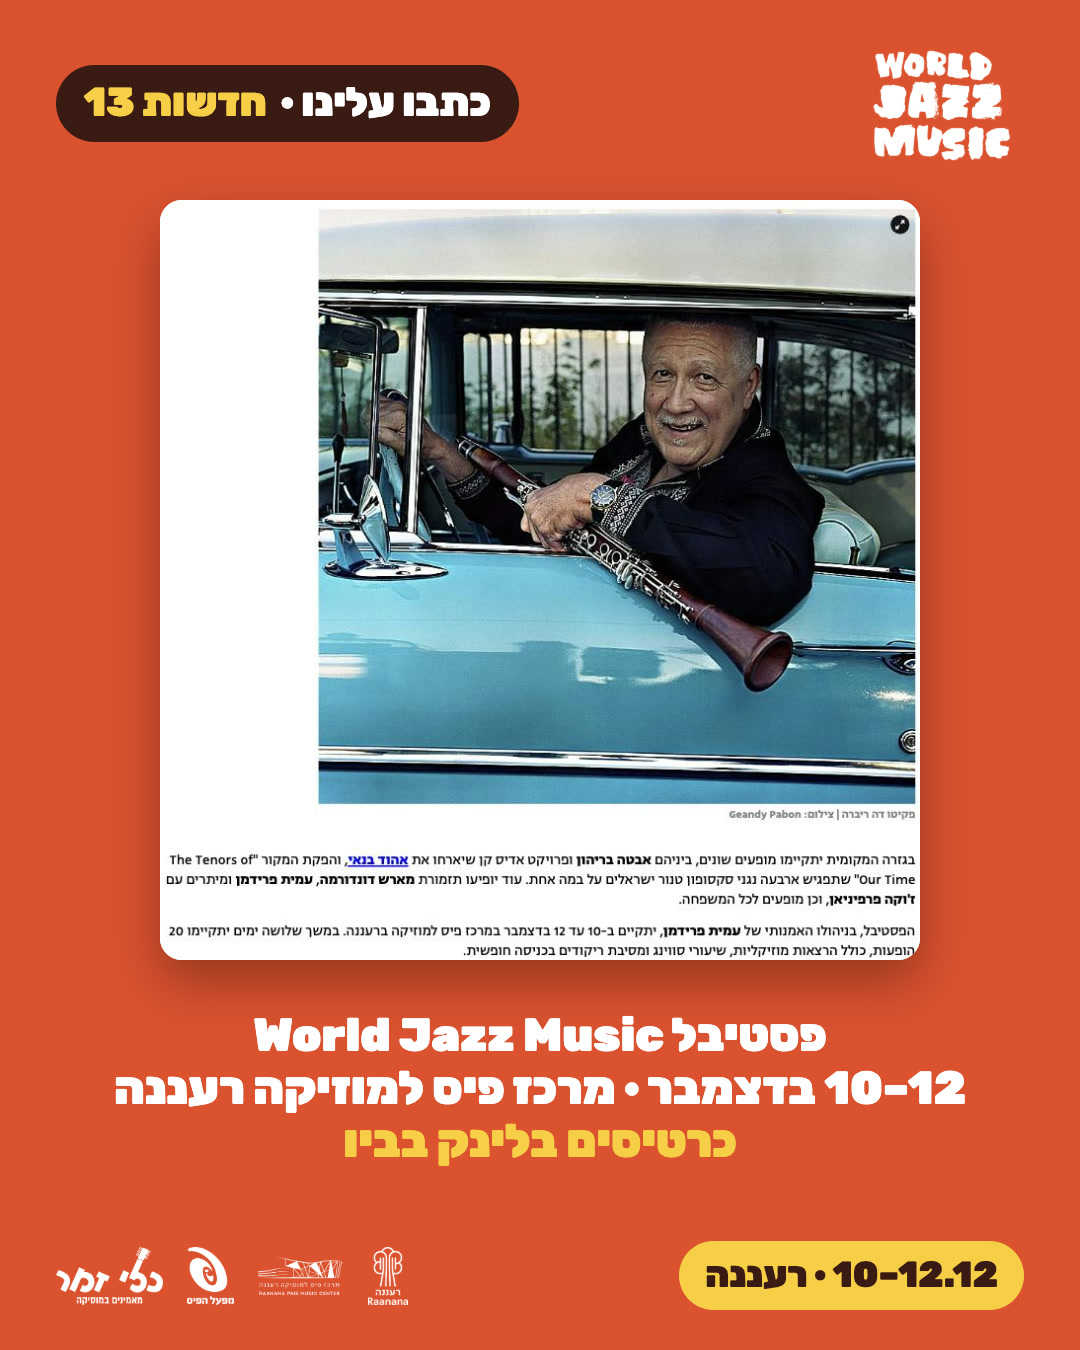 כתבו עלינו • חדשות 13
WORLD
JAZZ
MUSIC
פקיטו דה ריברה | צילום: Geandy Pabon
בגזרה המקומית יתקיימו מופעים שונים, ביניהם אבטה בריהון ופרויקט אדיס קן שיארחו את אהוד בנאי, והפקת המקור "The Tenors of
Our Time" שתפגיש ארבעה נגני סקסופון טנור ישראלים על במה אחת. עוד יופיעו תזמורת מארש דונדורמה, עמית פרידמן ומיתרים עם
ז'וקה פרפיניאן, וכן מופעים לכל המשפחה.
הפסטיבל, בניהולו האמנותי של עמית פרידמן, יתקיים ב-10 עד 12 בדצמבר במרכז פיס למוזיקה ברעננה. במשך שלושה ימים יתקיימו 20
הופעות, כולל הרצאות מוזיקליות, שיעורי סווינג ומסיבת ריקודים בכניסה חופשית.
פסטיבל World Jazz Music
10-12 בדצמבר • מרכז פיס למוזיקה רעננה
כרטיסים בלינק בביו
10-12.12 • רעננה
רעננה
Raanana
מרכז פיס למוסיקה רעננה
RAANANA PAIS MUSIC CENTER
מפעל הפיס
כלי זמר
מאמינים במוסיקה